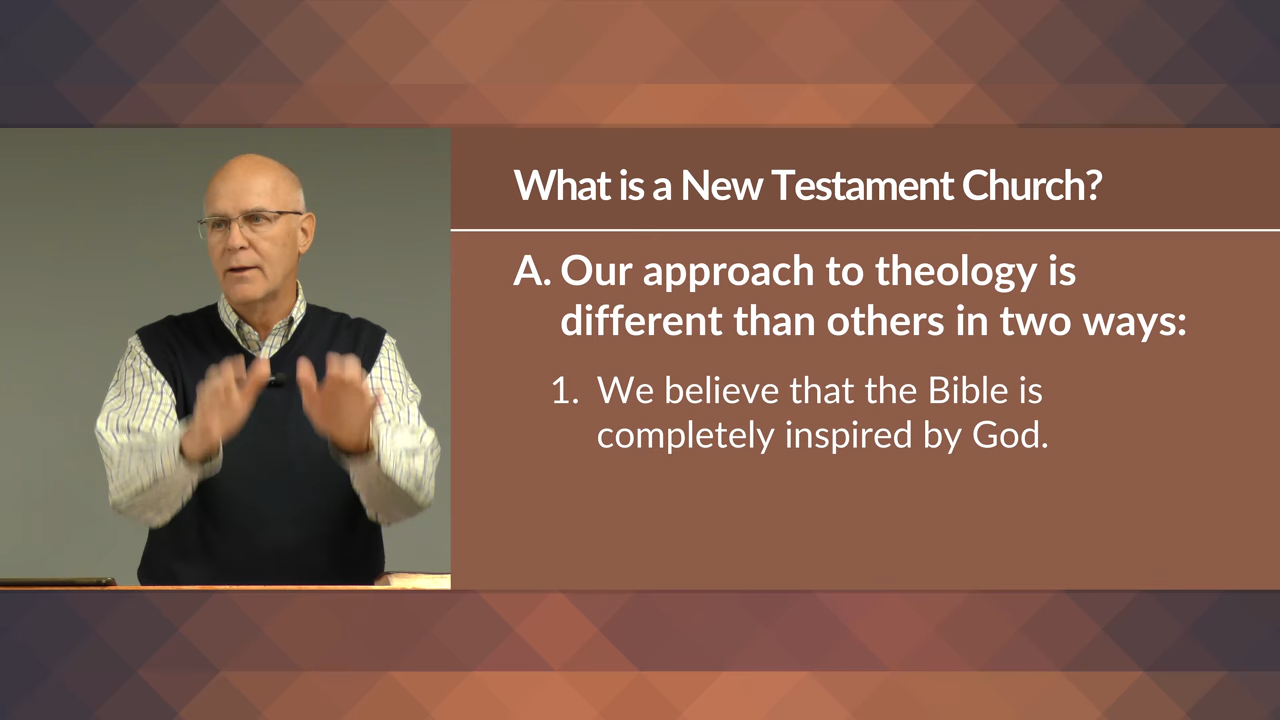 What is a New Testament Church?
A. Our approach to theology is
different than others in two ways:
1. We believe that the Bible is
completely inspired by God.